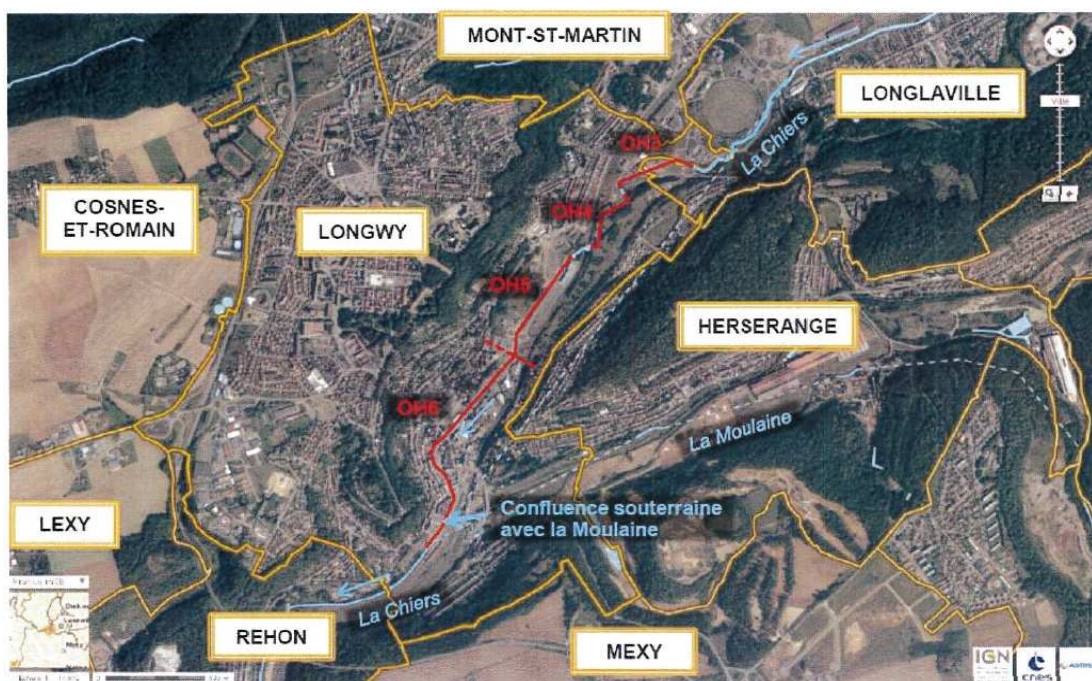 MONT-ST-MARTIN
LONGLAVILLE
Ville
OH3
La Chiers
COSNES-
ET-ROMAIN
LONGWY
OH4
OH5
HERSERANGE
OH6
La Moulaine
Confluence souterraine
avec la Moulaine
LEXY
La Chiers
REHON
MEXY
IGN
cnes